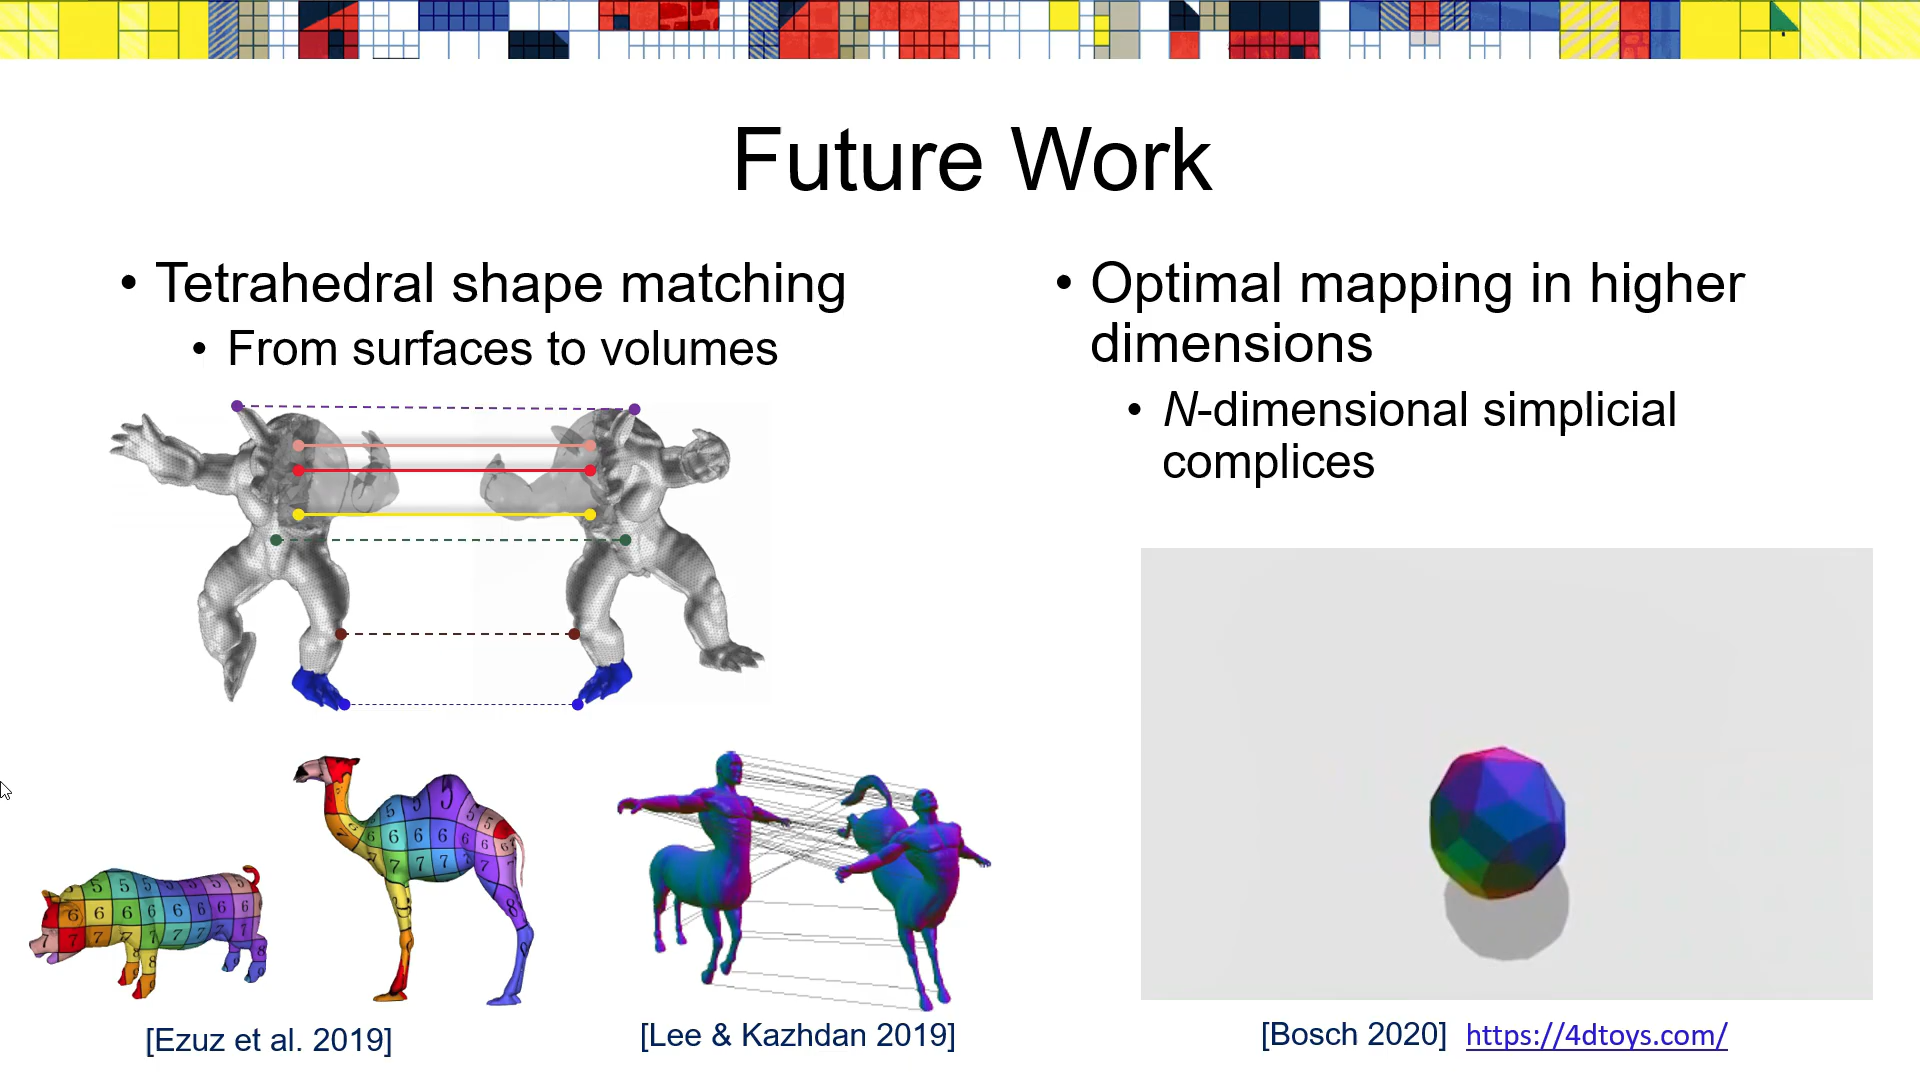 Future Work
• Tetrahedral shape matching
• From surfaces to volumes
• Optimal mapping in higher
dimensions
• N-dimensional simplicial
complices
[Ezuz et al. 2019]
[Lee & Kazhdan 2019]
[Bosch 2020] https://4dtoys.com/